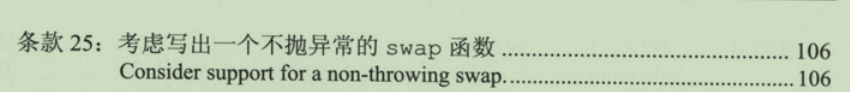 条款 25：考虑写出一个不抛异常的 swap 函数 ................................................ 106
Consider support for a non-throwing swap. ................................................ 106